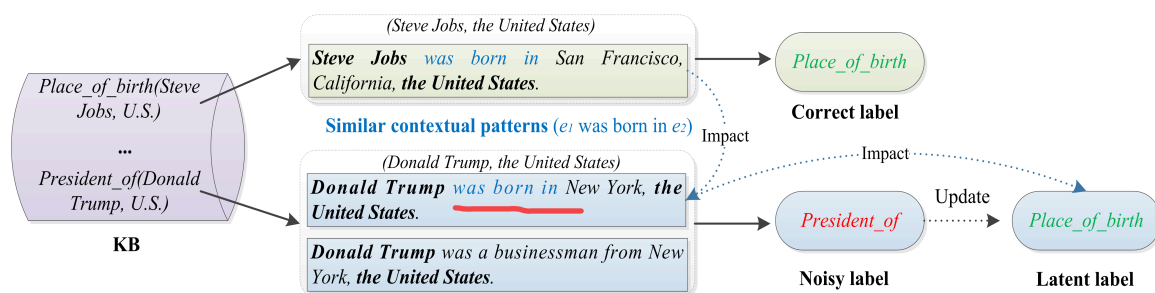 (Steve Jobs, the United States)
Steve Jobs was born in San Francisco,
California, the United States.
Place_of_birth
Correct label
Place_of_birth(Steve
Jobs, U.S.)
...
President_of(Donald
Trump, U.S.)
KB
Similar contextual patterns (e1 was born in e2)
Impact
Impact
(Donald Trump, the United States)
Donald Trump was born in New York, the
United States.
Donald Trump was a businessman from New
York, the United States.
President_of
Noisy label
Update
Place_of_birth
Latent label